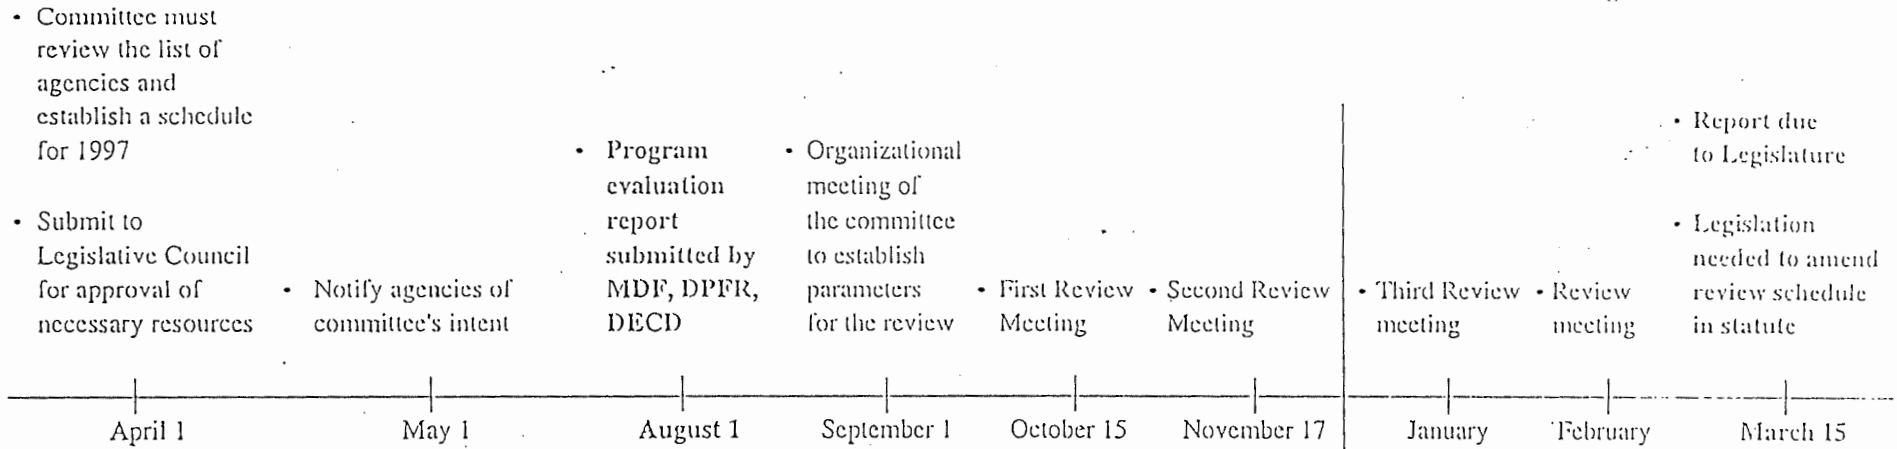 • Committee must
review the list of
agencies and
establish a schedule
for 1997
• Submit to
Legislative Council
for approval of
necessary resources
• Notify agencies of
committee's intent
• Program
evaluation
report
submitted by
MDF, DPFR,
DECD
• Organizational
meeting of
the committee
to establish
parameters
for the review
• First Review
Meeting
• Second Review
Meeting
• Third Review
meeting
• Review
meeting
• Report due
to Legislature
• Legislation
needed to amend
review schedule
in statute
April 1
May 1
August 1
September 1
October 15
November 17
January
February
March 15